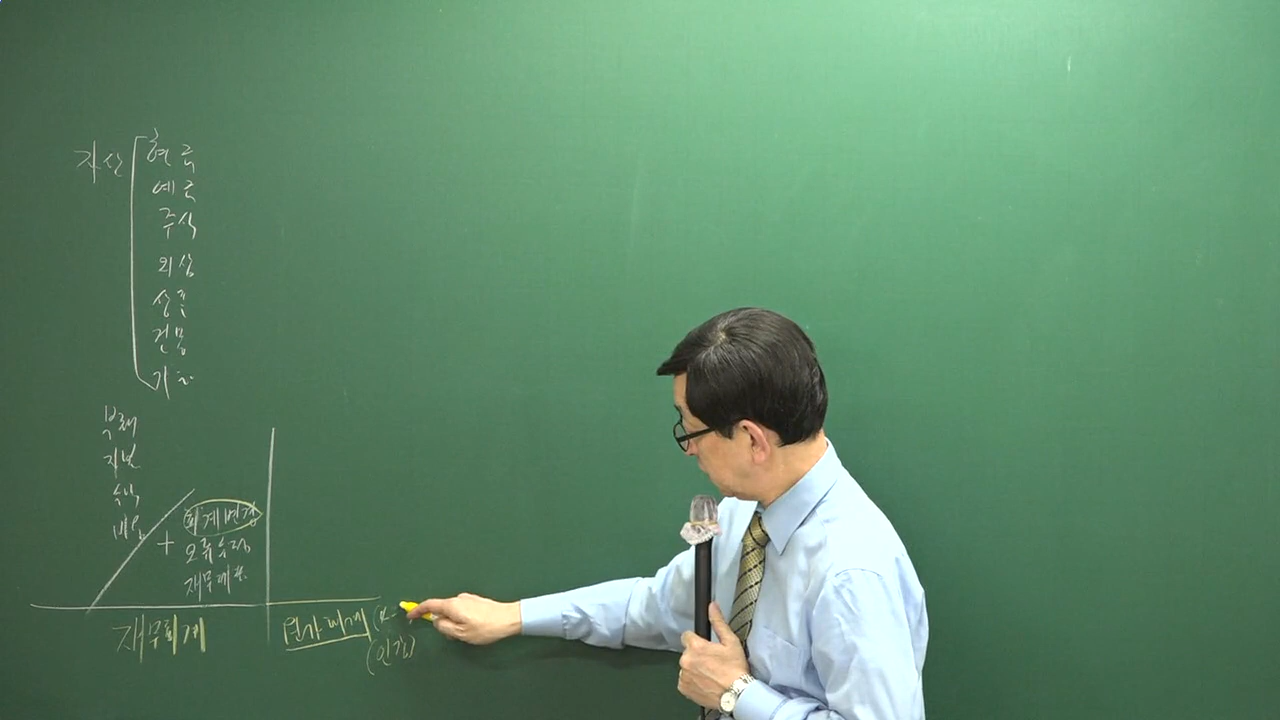 자산
현금
예금
주식
외상
상품
건물
기계
부채
자본
수익
비용
+
회계변경
오류수정
재무제표
재무회계
원가회계